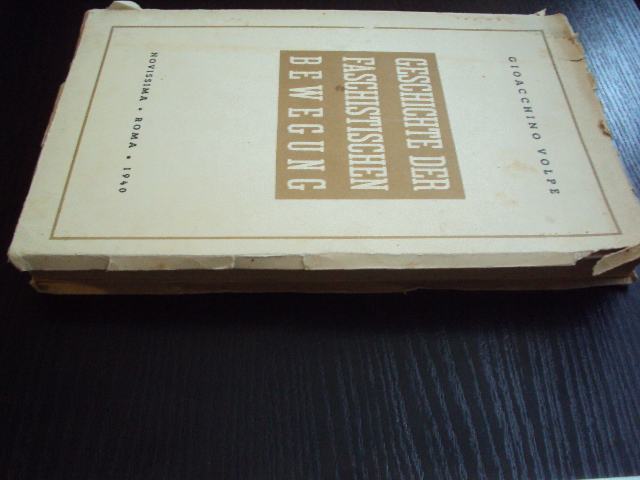 GIOACCHINO VOLPE
GESCHICHTE DER
FASCHISTISCHEN
BEWEGUNG
NOVISSIMA • ROMA • 1940